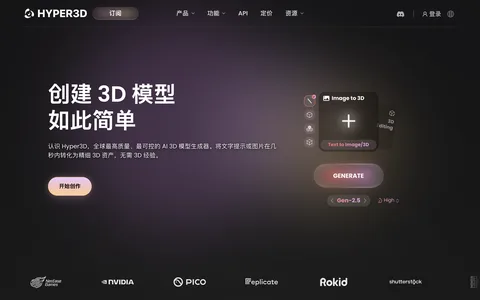 HYPER3D
订阅
产品
功能
API
定价
资源
登录
创建 3D 模型
如此简单
认识 Hyper3D，全球最高质量、最可控的 AI 3D 模型生成器。将文字提示或图片在几
秒内转化为精细 3D 资产。无需 3D 经验。
开始创作
Image to 3D
Text to Image/3D
3D
Editing
GENERATE
Gen-2.5
High
NetEase
Games
NVIDIA
PICO
Replicate
Rokid
shutterstock